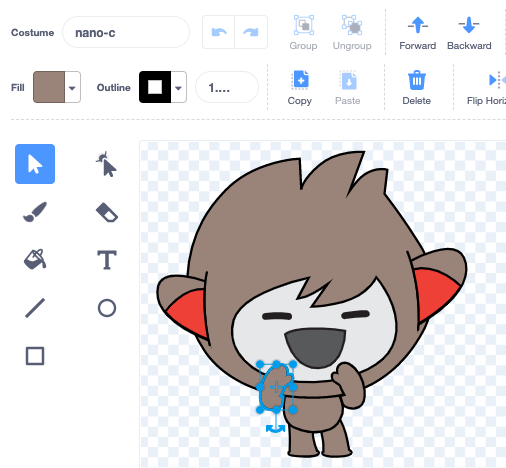 Costume nano-c
Group Ungroup Forward Backward
Fill Outline 1....
Copy Paste Delete Flip Horiz
T